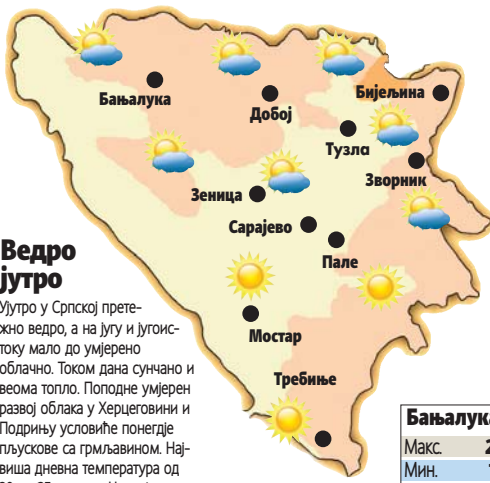 Бањалука
Добој
Бијељина
Тузла
Зворник
Зеница
Сарајево
Пале
Мостар
Требиње
Ведро
јутро
Ујутро у Српској прете-
жно ведро, а на југу и југоис-
току мало до умјерено
облачно. Током дана сунчано и
веома топло. Поподне умјерен
развој облака у Херцеговини и
Подрињу условиће понегдје
пљускове са грмљавином. Нај-
виша дневна температура од
Бањалука
Макс.
Мин.